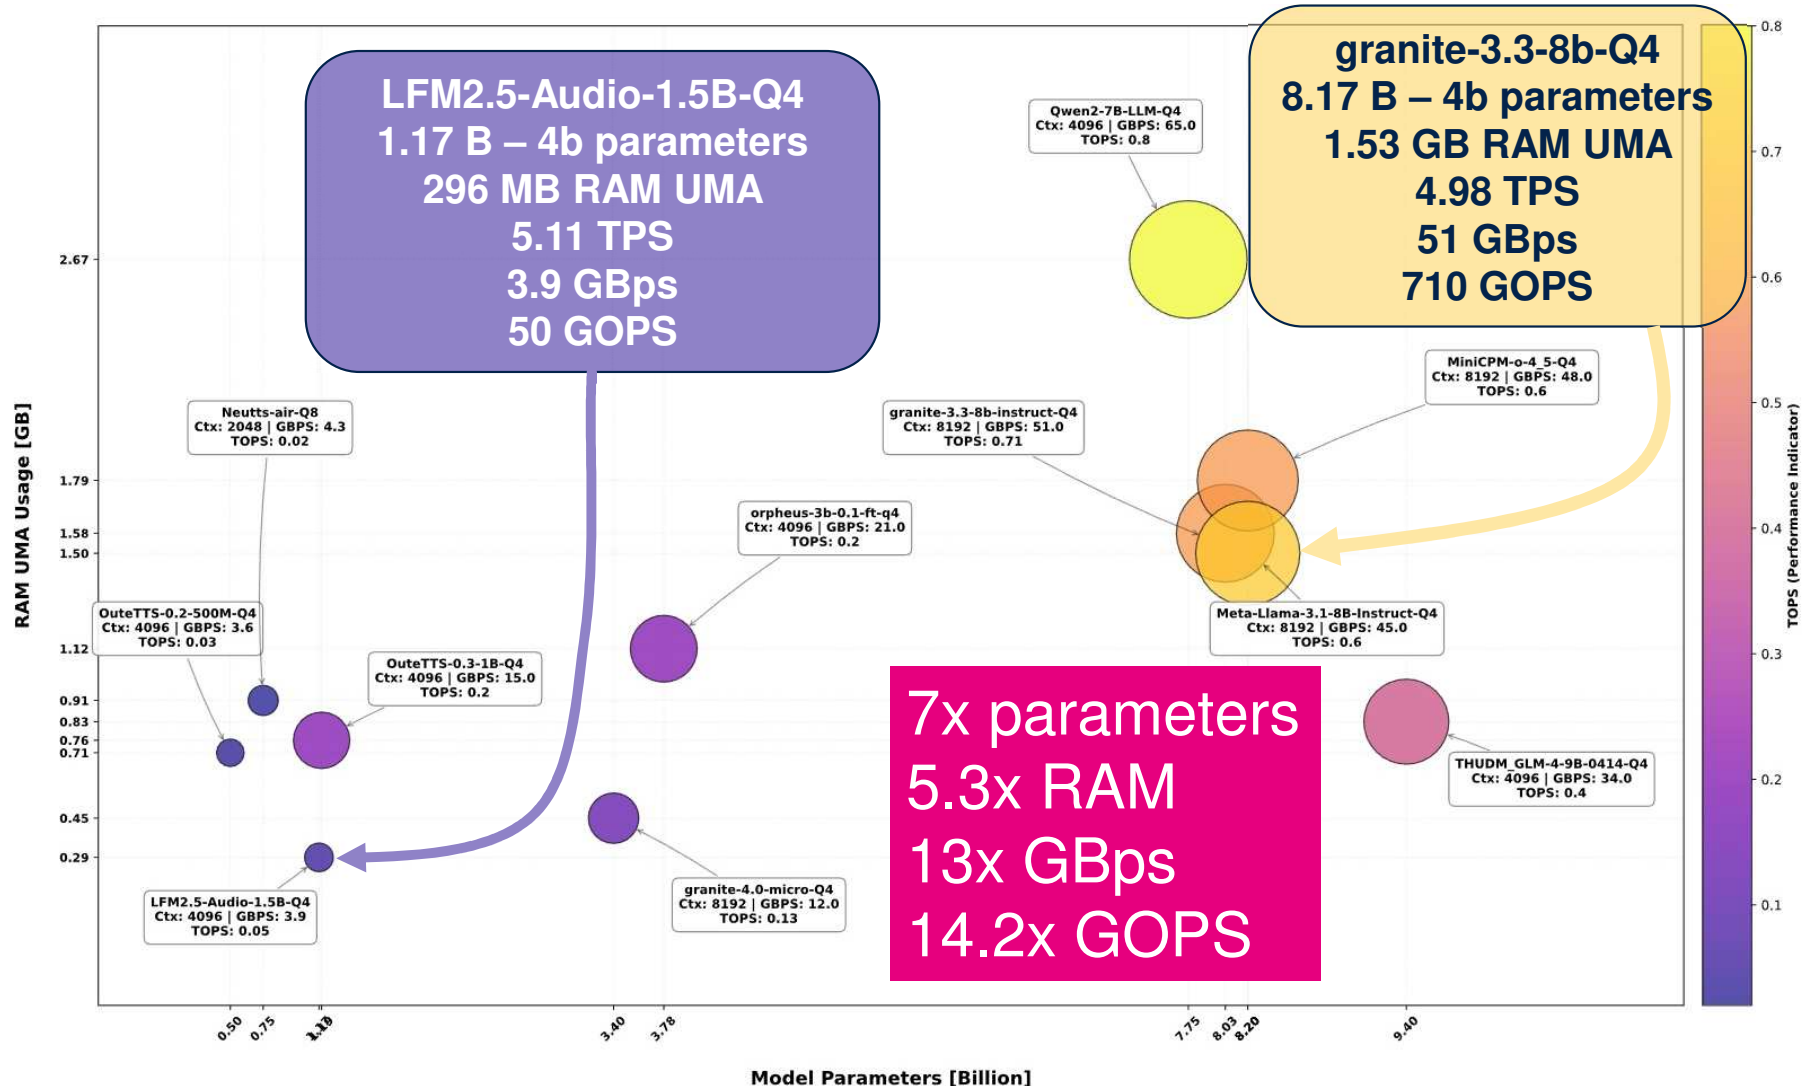 LFM2.5-Audio-1.5B-Q4
1.17 B – 4b parameters
296 MB RAM UMA
5.11 TPS
3.9 GBps
50 GOPS
granite-3.3-8b-Q4
8.17 B – 4b parameters
1.53 GB RAM UMA
4.98 TPS
51 GBps
710 GOPS
Qwen2-7B-LLM-Q4
Ctx: 4096 | GBPS: 65.0
TOPS: 0.8
MiniCPM-o-4_5-Q4
Ctx: 8192 | GBPS: 48.0
TOPS: 0.6
granite-3.3-8b-instruct-Q4
Ctx: 8192 | GBPS: 51.0
TOPS: 0.71
Neutts-air-Q8
Ctx: 2048 | GBPS: 4.3
TOPS: 0.02
orpheus-3b-0.1-ft-q4
Ctx: 4096 | GBPS: 21.0
TOPS: 0.2
OuteTTS-0.2-500M-Q4
Ctx: 4096 | GBPS: 3.6
TOPS: 0.03
OuteTTS-0.3-1B-Q4
Ctx: 4096 | GBPS: 15.0
TOPS: 0.2
Meta-Llama-3.1-8B-Instruct-Q4
Ctx: 8192 | GBPS: 45.0
TOPS: 0.6
THUDM_GLM-4-9B-0414-Q4
Ctx: 4096 | GBPS: 34.0
TOPS: 0.4
granite-4.0-micro-Q4
Ctx: 8192 | GBPS: 12.0
TOPS: 0.13
LFM2.5-Audio-1.5B-Q4
Ctx: 4096 | GBPS: 3.9
TOPS: 0.05
7x parameters
5.3x RAM
13x GBps
14.2x GOPS
RAM UMA Usage [GB]
2.67
1.79
1.58
1.50
1.12
0.91
0.83
0.76
0.71
0.45
0.29
0.50
0.75
3.40
3.78
7.75
8.03
8.20
9.40
Model Parameters [Billion]
0.8
0.7
0.6
0.5
0.4
0.3
0.2
0.1
TOPS (Performance Indicator)